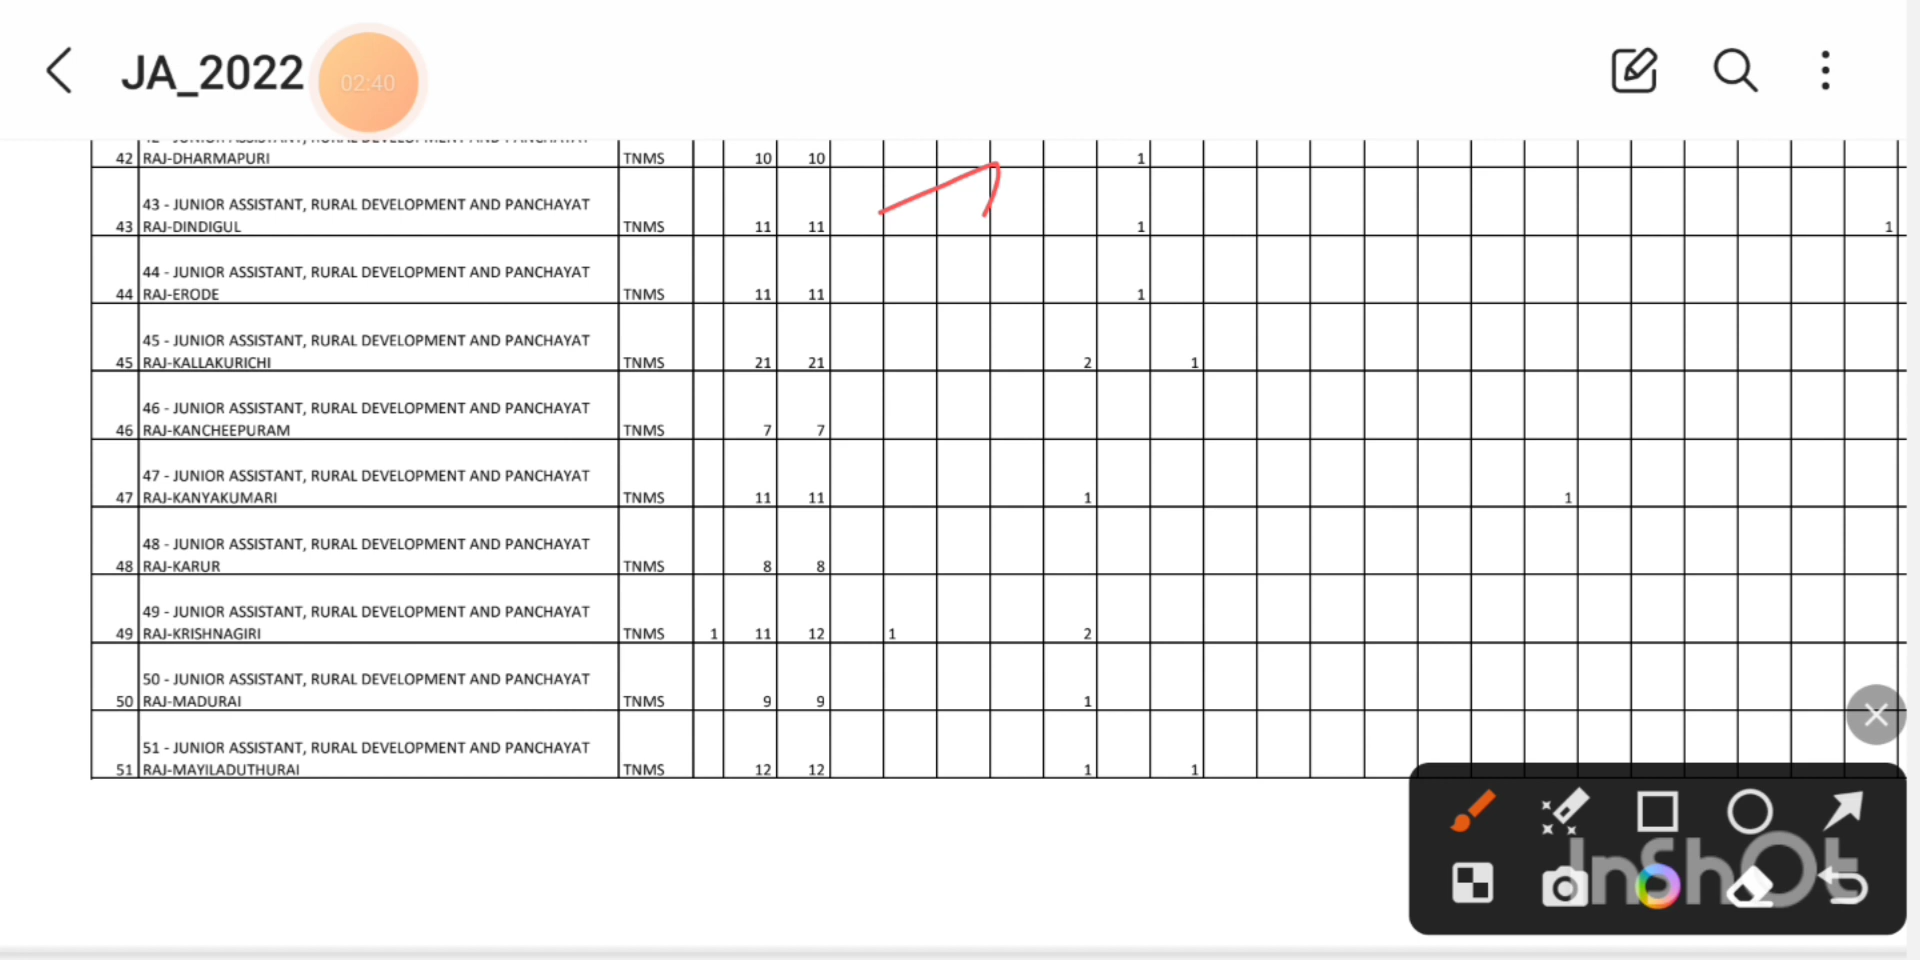 JA_2022
02:40
42 RAJ-DHARMAPURI TNMS 10 10 1
43 - JUNIOR ASSISTANT, RURAL DEVELOPMENT AND PANCHAYAT
43 RAJ-DINDIGUL TNMS 11 11 1 1
44 - JUNIOR ASSISTANT, RURAL DEVELOPMENT AND PANCHAYAT
44 RAJ-ERODE TNMS 11 11 1
45 - JUNIOR ASSISTANT, RURAL DEVELOPMENT AND PANCHAYAT
45 RAJ-KALLAKURICHI TNMS 21 21 2 1
46 - JUNIOR ASSISTANT, RURAL DEVELOPMENT AND PANCHAYAT
46 RAJ-KANCHEEPURAM TNMS 7 7
47 - JUNIOR ASSISTANT, RURAL DEVELOPMENT AND PANCHAYAT
47 RAJ-KANYAKUMARI TNMS 11 11 1 1
48 - JUNIOR ASSISTANT, RURAL DEVELOPMENT AND PANCHAYAT
48 RAJ-KARUR TNMS 8 8
49 - JUNIOR ASSISTANT, RURAL DEVELOPMENT AND PANCHAYAT
49 RAJ-KRISHNAGIRI TNMS 1 11 12 1 2
50 - JUNIOR ASSISTANT, RURAL DEVELOPMENT AND PANCHAYAT
50 RAJ-MADURAI TNMS 9 9 1
51 - JUNIOR ASSISTANT, RURAL DEVELOPMENT AND PANCHAYAT
51 RAJ-MAYILADUTHURAI TNMS 12 12 1 1
InShOt